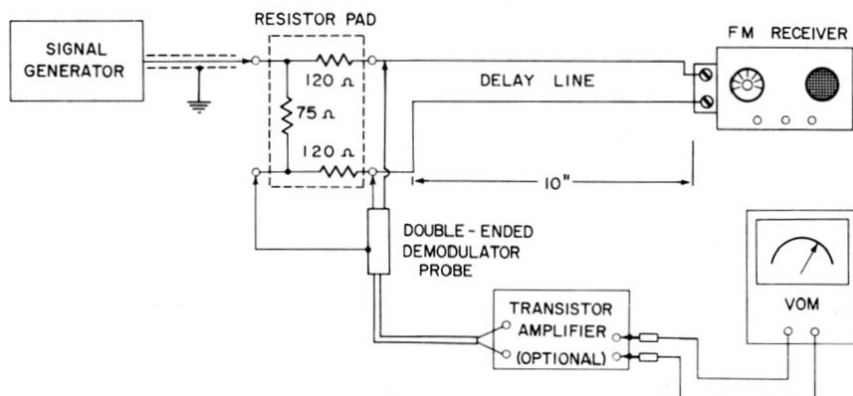 RESISTOR PAD
SIGNAL
GENERATOR
FM RECEIVER
120 Ω
DELAY LINE
75 Ω
120 Ω
10"
DOUBLE-ENDED
DEMODULATOR
PROBE
TRANSISTOR
AMPLIFIER
(OPTIONAL)
VOM